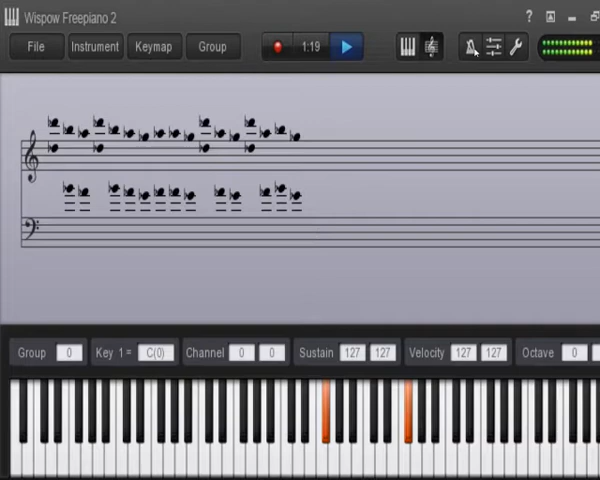 Wispow Freepiano 2
?
File Instrument Keymap Group 1:19
Group 0 Key 1 = C(0) Channel 0 0 Sustain 127 127 Velocity 127 127 Octave 0